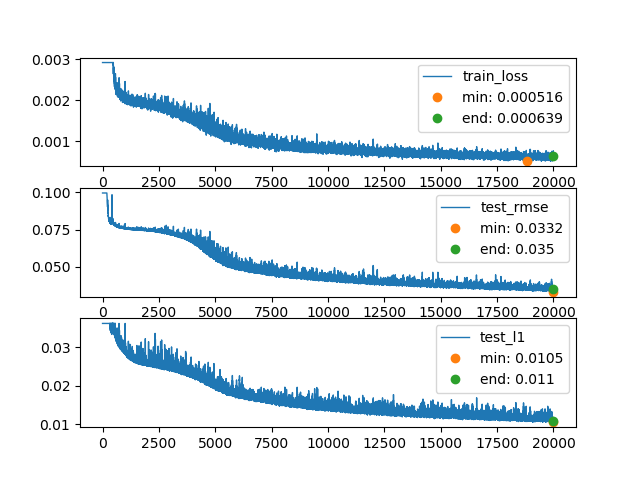 0.003
0.002
0.001
train_loss
min: 0.000516
end: 0.000639
0 2500 5000 7500 10000 12500 15000 17500 20000
0.100
0.075
0.050
test_rmse
min: 0.0332
end: 0.035
0 2500 5000 7500 10000 12500 15000 17500 20000
0.03
0.02
0.01
test_l1
min: 0.0105
end: 0.011
0 2500 5000 7500 10000 12500 15000 17500 20000